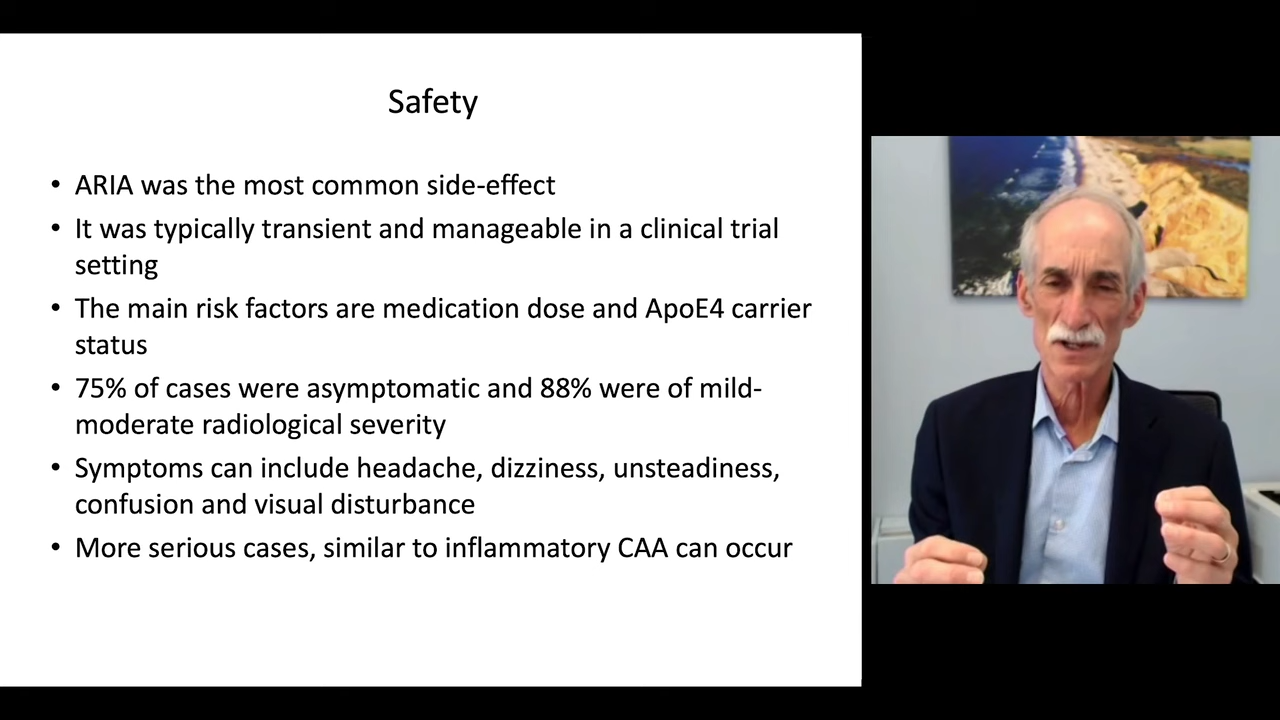 Safety
• ARIA was the most common side-effect
• It was typically transient and manageable in a clinical trial
setting
• The main risk factors are medication dose and ApoE4 carrier
status
• 75% of cases were asymptomatic and 88% were of mild-
moderate radiological severity
• Symptoms can include headache, dizziness, unsteadiness,
confusion and visual disturbance
• More serious cases, similar to inflammatory CAA can occur